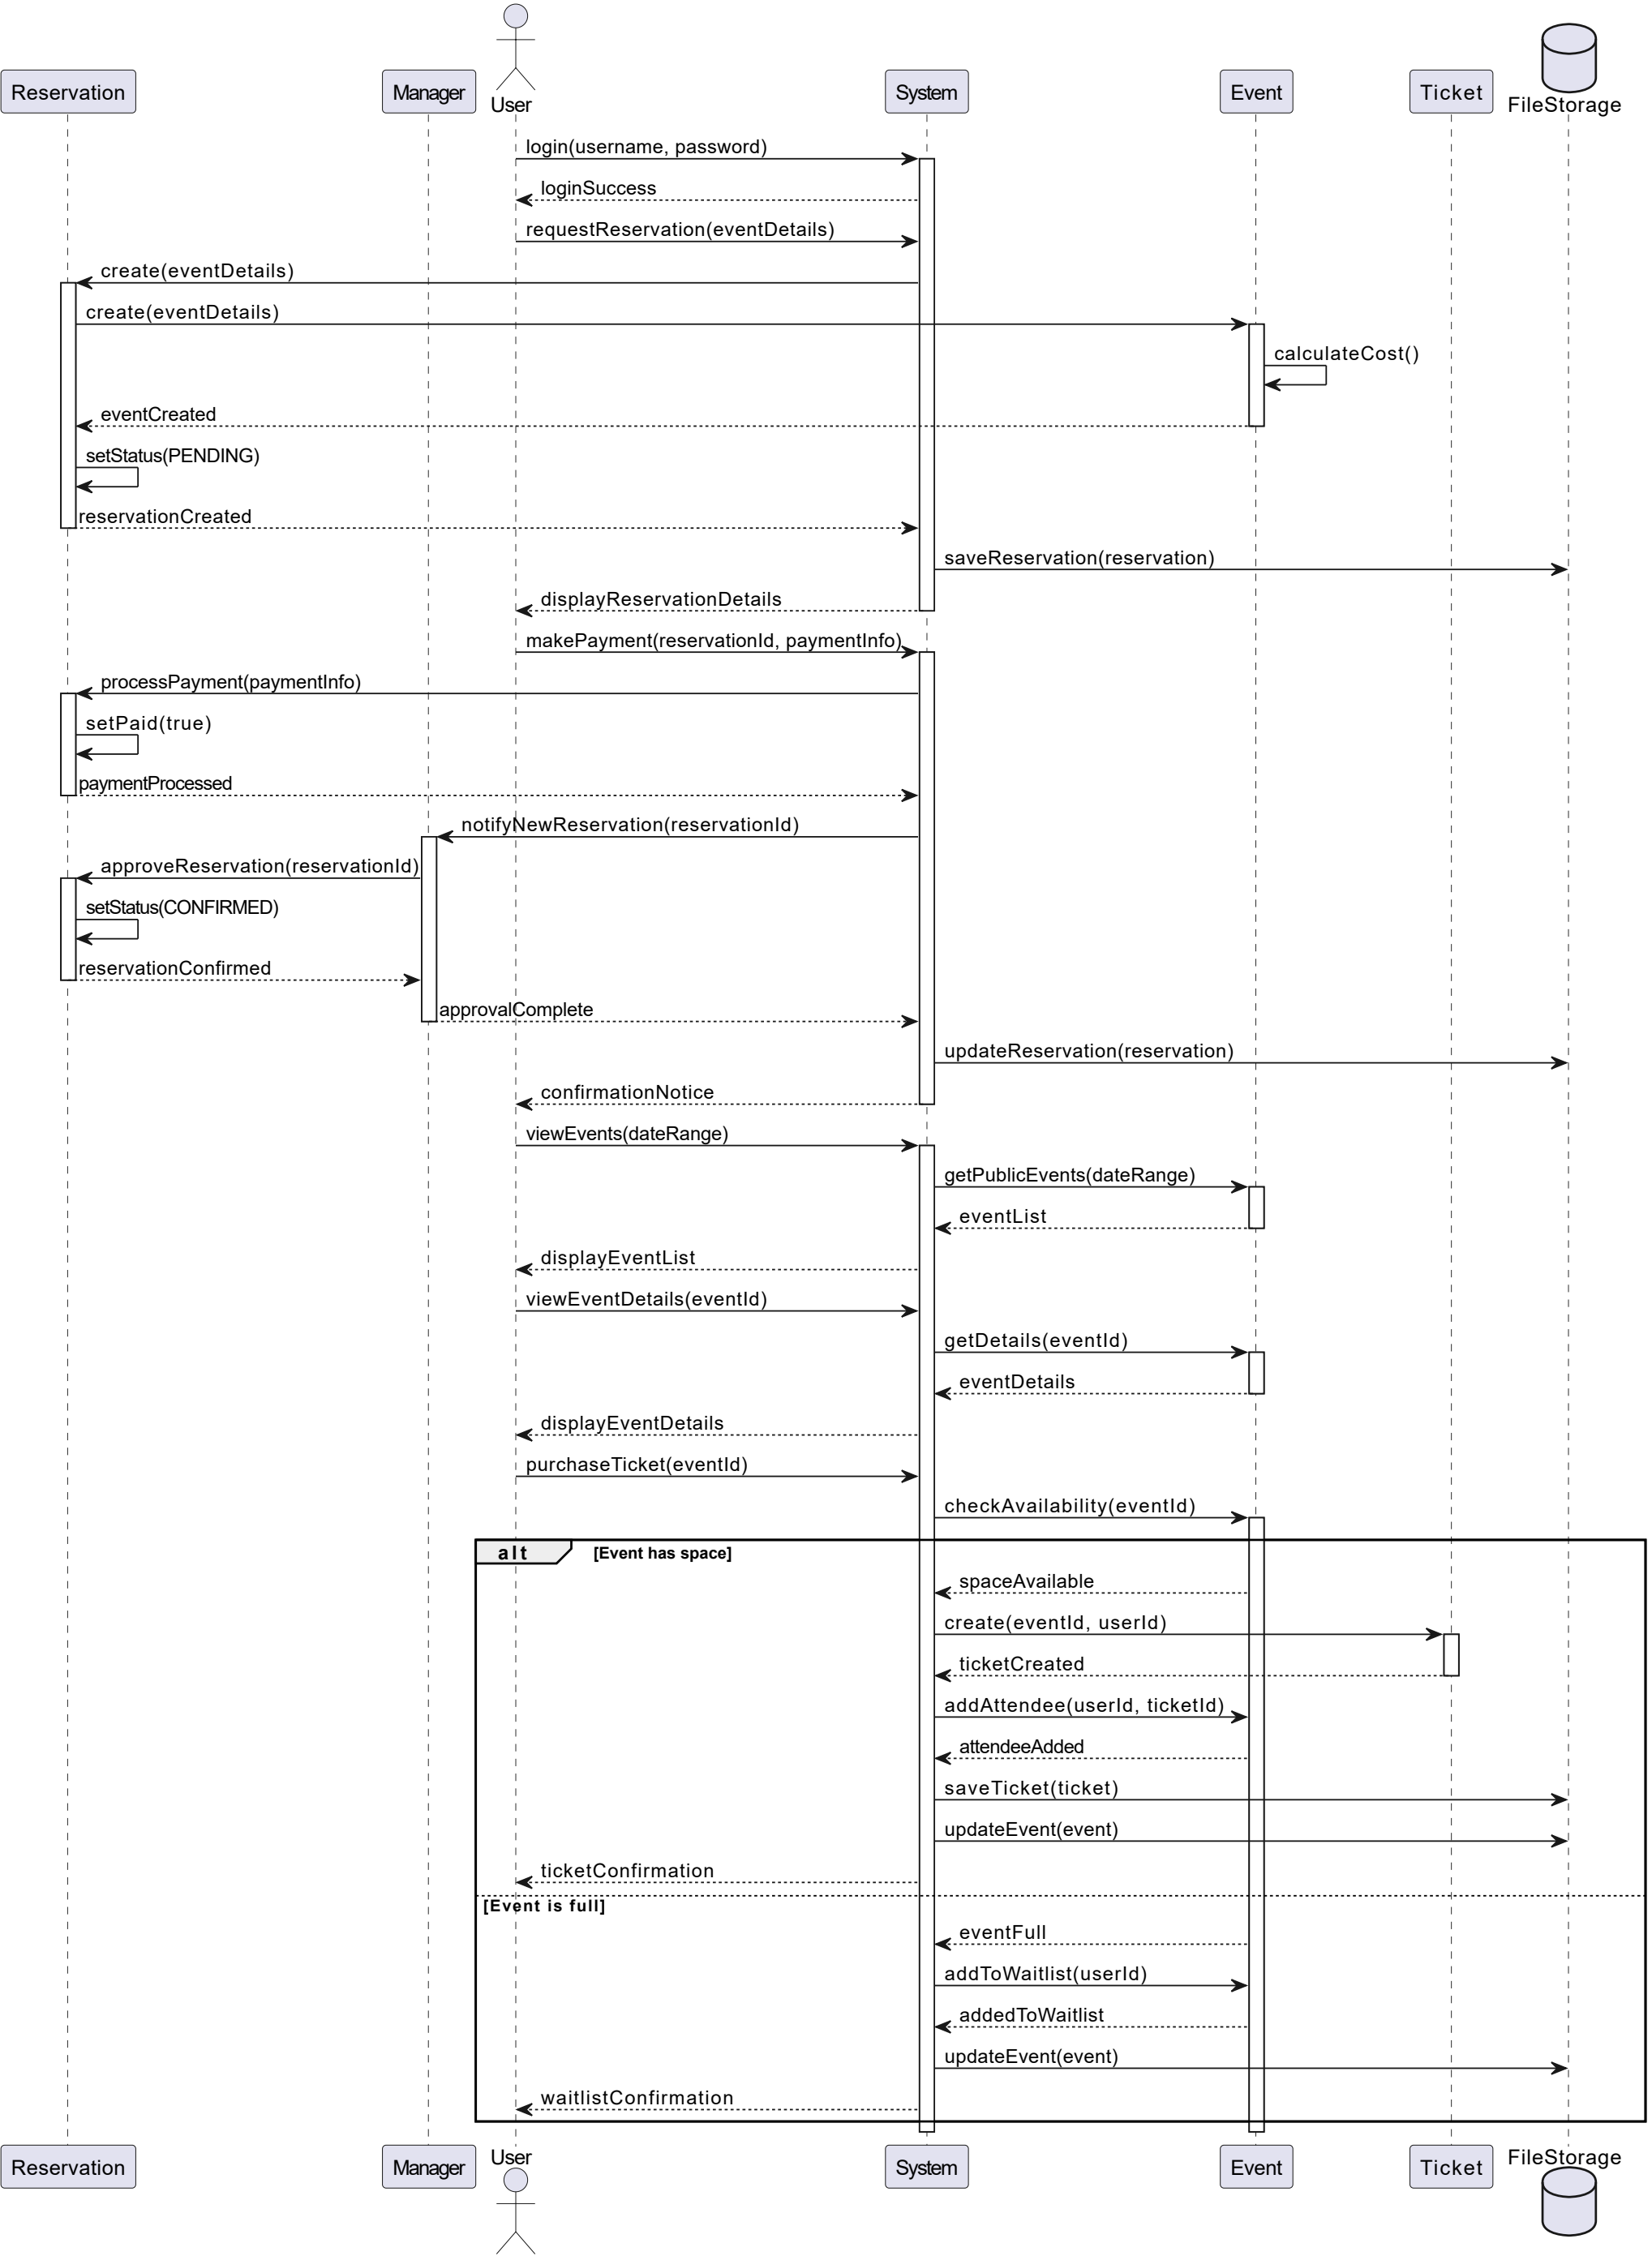 Reservation
Manager
User
System
Event
Ticket
FileStorage
login(username, password)
loginSuccess
requestReservation(eventDetails)
create(eventDetails)
create(eventDetails)
calculateCost()
eventCreated
setStatus(PENDING)
reservationCreated
saveReservation(reservation)
displayReservationDetails
makePayment(reservationId, paymentInfo)
processPayment(paymentInfo)
setPaid(true)
paymentProcessed
notifyNewReservation(reservationId)
approveReservation(reservationId)
setStatus(CONFIRMED)
reservationConfirmed
approvalComplete
updateReservation(reservation)
confirmationNotice
viewEvents(dateRange)
getPublicEvents(dateRange)
eventList
displayEventList
viewEventDetails(eventId)
getDetails(eventId)
eventDetails
displayEventDetails
purchaseTicket(eventId)
checkAvailability(eventId)
alt [Event has space]
spaceAvailable
create(eventId, userId)
ticketCreated
addAttendee(userId, ticketId)
attendeeAdded
saveTicket(ticket)
updateEvent(event)
ticketConfirmation
[Event is full]
eventFull
addToWaitlist(userId)
addedToWaitlist
updateEvent(event)
waitlistConfirmation
Reservation
Manager
User
System
Event
Ticket
FileStorage